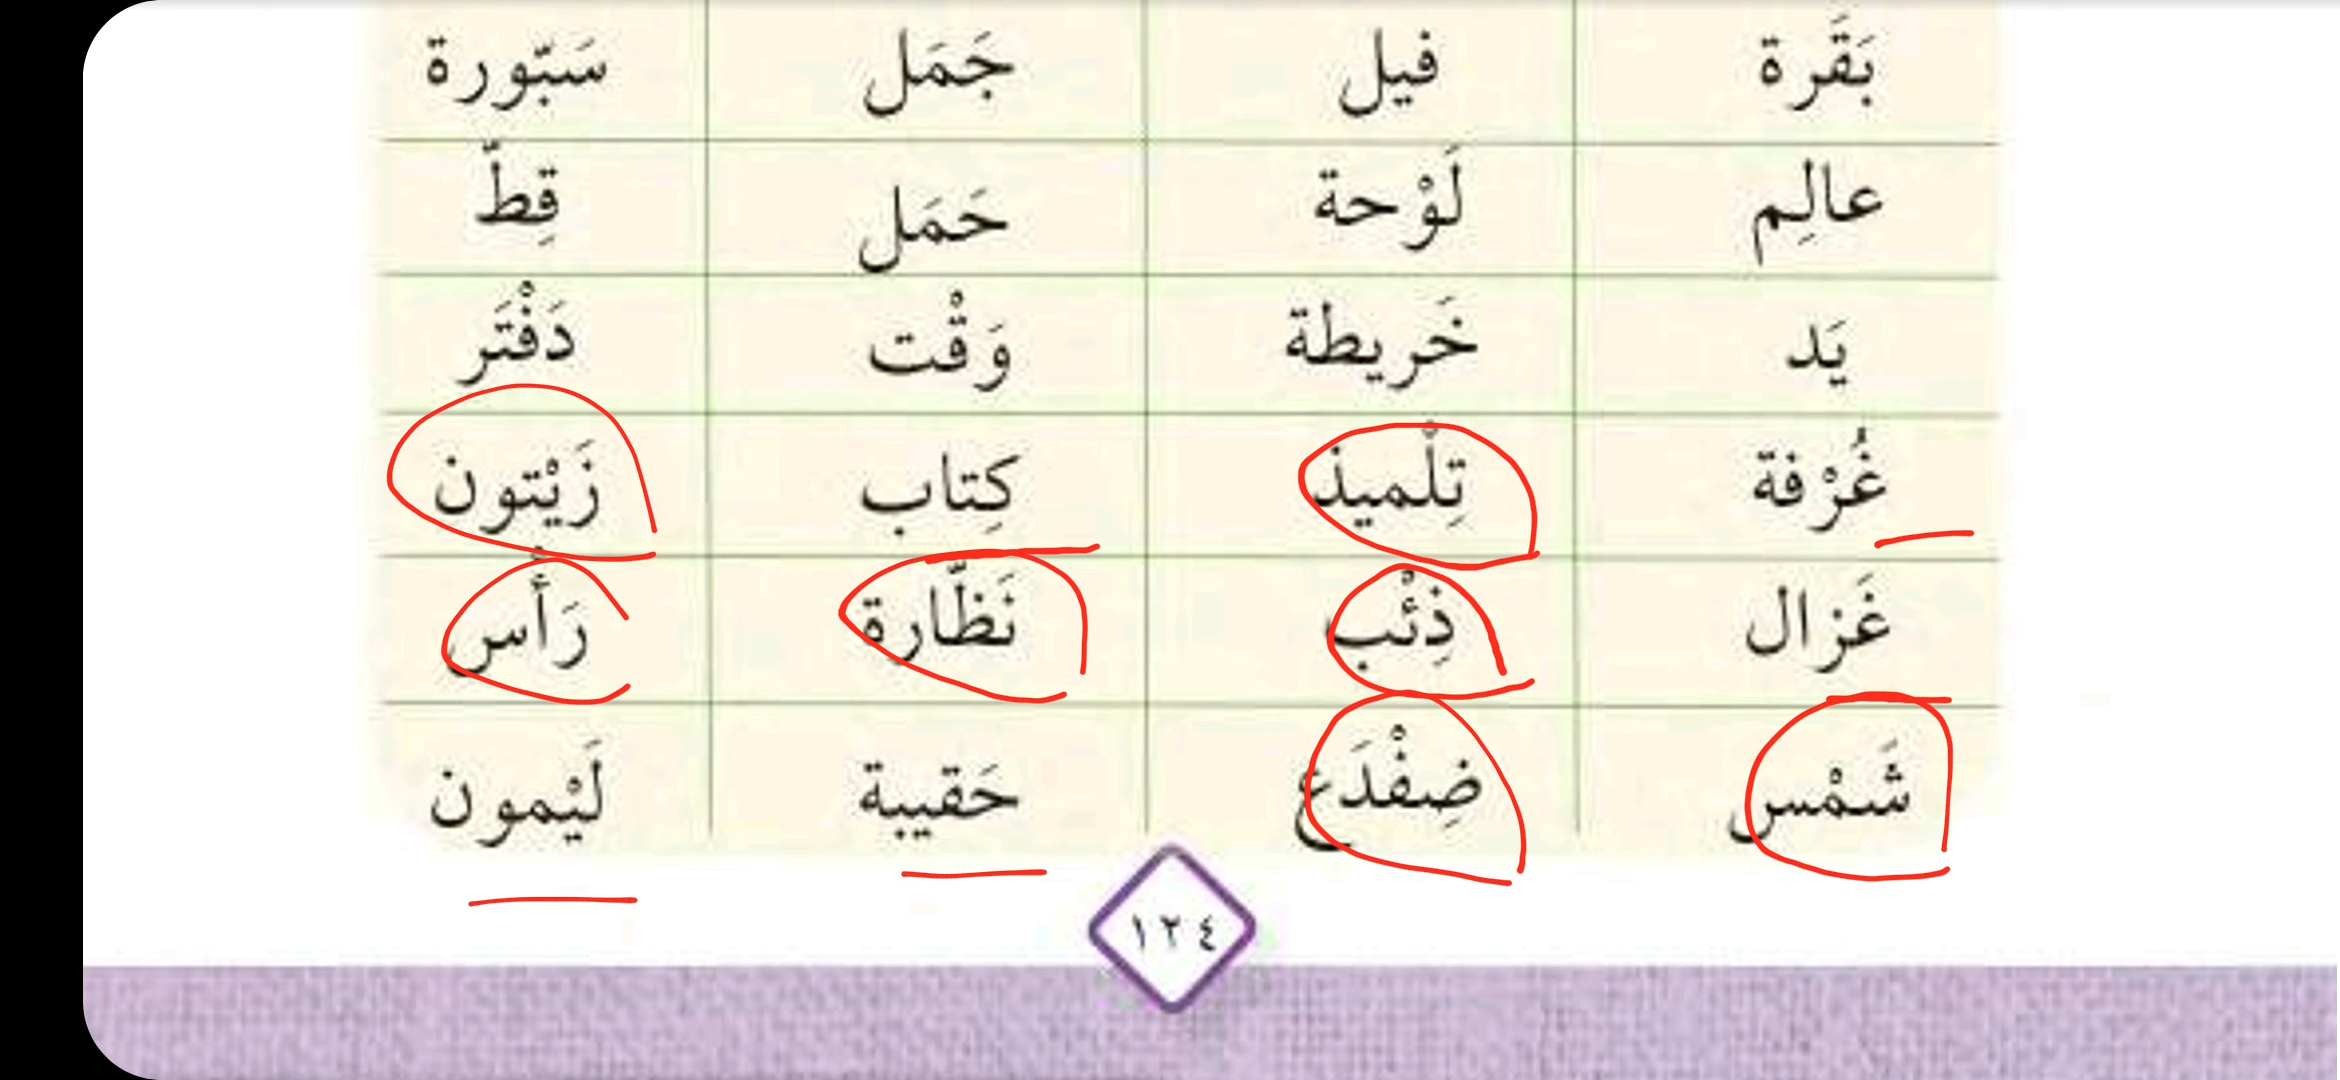 بَقَرة فيل جَمَل سَبّورة
عالِم لَوْحة حَمَل قِطّ
يَد خَريطة وَقْت دَفْتَر
غُرْفة تِلْميذ كِتاب زَيْتون
غَزال ذِئْب نَظّارة رَأْس
شَمْس ضِفْدَع حَقيبة لَيْمون
١٢٤